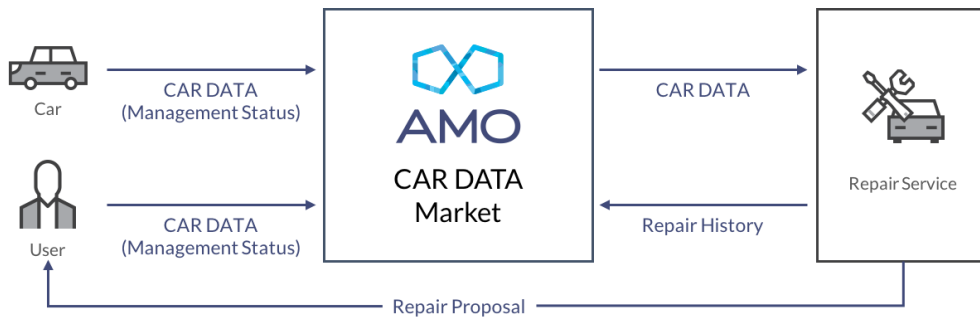 Car
CAR DATA
(Management Status)
AMO
CAR DATA
Market
CAR DATA
Repair Service
User
CAR DATA
(Management Status)
Repair History
Repair Proposal